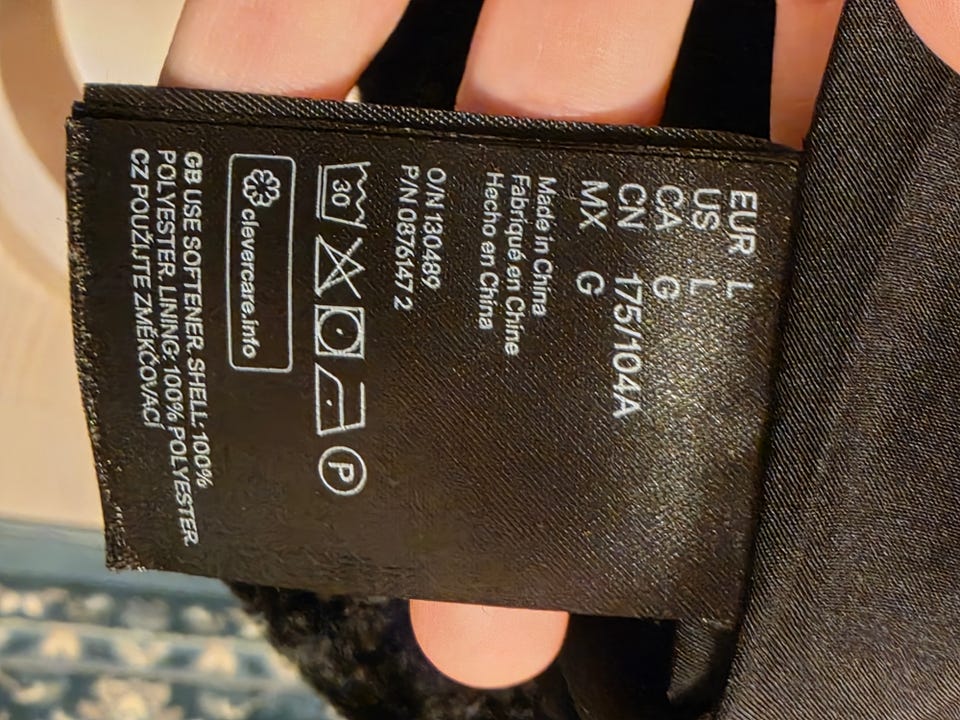 EUR L
US L
CA G
CN 175/104A
MX G
Made in China
Fabriqué en Chine
Hecho en China
O/N 130489
P/N 0876147 2
30
P
clevercare.info
GB USE SOFTENER. SHELL: 100%
POLYESTER. LINING: 100% POLYESTER.
CZ POUŽIJTE ZMĚKČOVACÍ